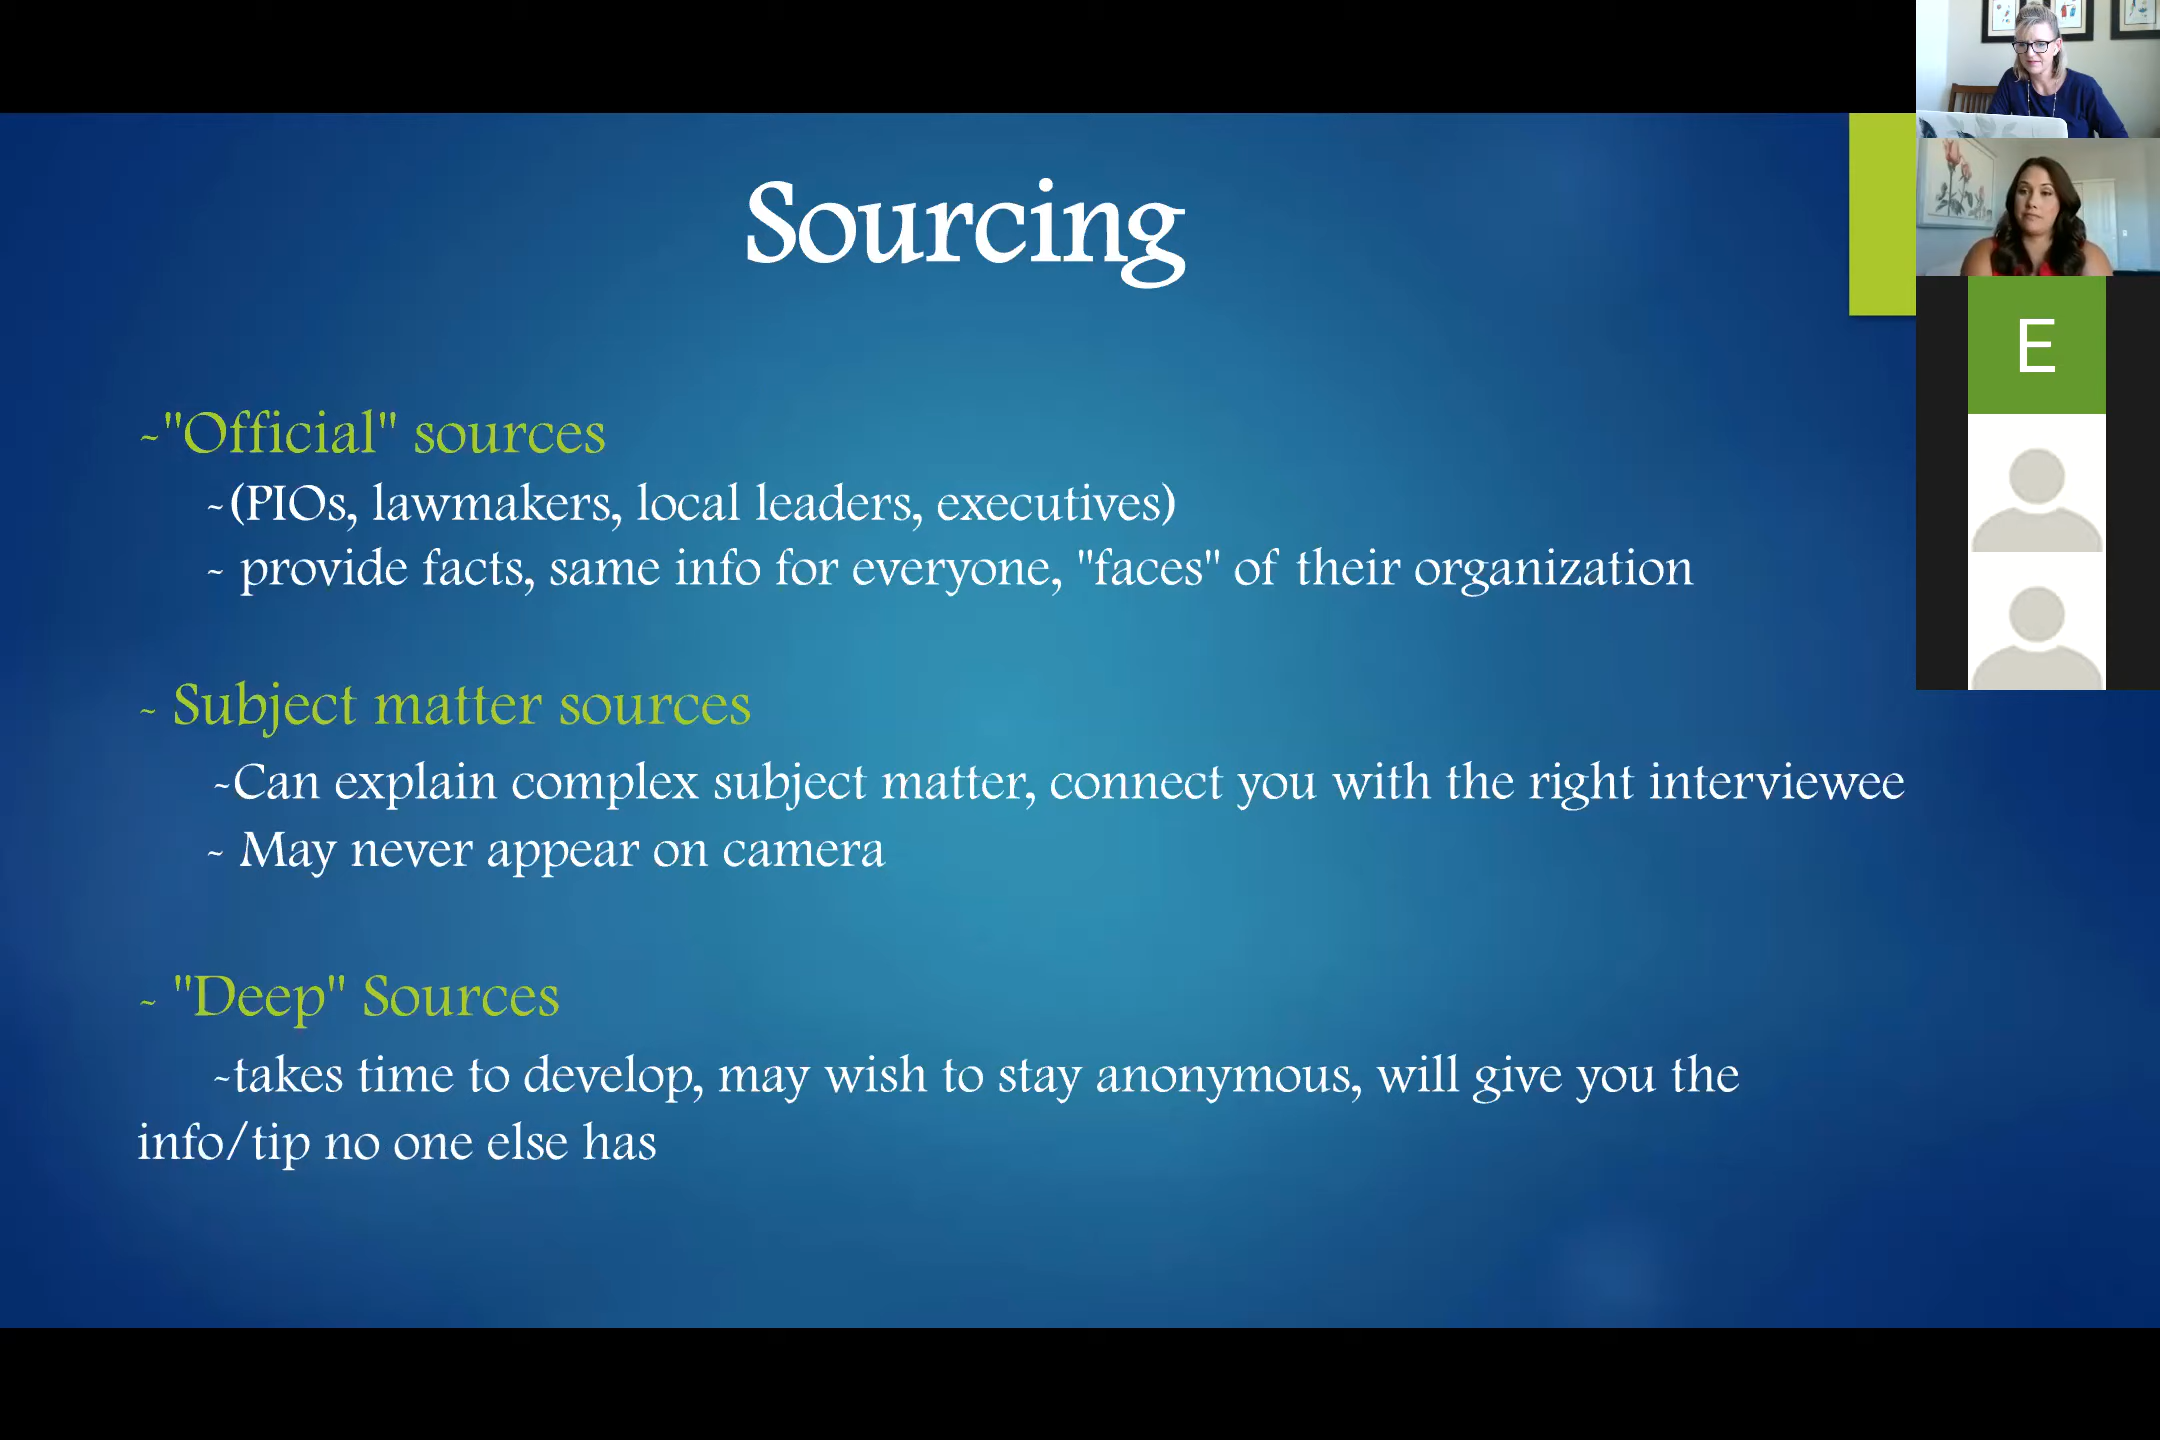 Sourcing
-"Official" sources
-(PIOs, lawmakers, local leaders, executives)
- provide facts, same info for everyone, "faces" of their organization
- Subject matter sources
-Can explain complex subject matter, connect you with the right interviewee
- May never appear on camera
- "Deep" Sources
-takes time to develop, may wish to stay anonymous, will give you the
info/tip no one else has
E